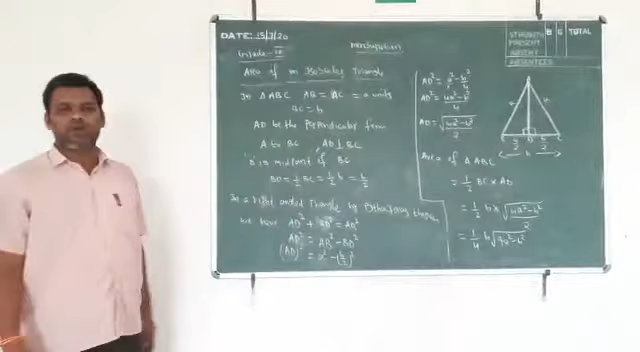 DATE: 15/7/20
Mensuration
STRENGTH B G TOTAL
PRESENT
ABSENT
ABSENTEES
Area of an Isosceles Triangle
In Δ ABC AB = AC = a units
BC = b
AD be the Perpendicular from
A to BC , AD ⊥ BC
'D' is midpoint of BC
BD = 1/2 BC = 1/2 b = b/2
In a right angled Triangle by Pythagoras theorem
we have AD² + BD² = AB²
AD² = AB² - BD²
(AD)² = a² - (b/2)²
AD² = a² - b²/4
AD² = 4a² - b²/4
AD = √4a² - b²/2
Area of Δ ABC
= 1/2 BC × AD
= 1/2 b × √4a² - b²/2
= 1/4 b √4a² - b²
A
B
D
C
b/2
b/2
b